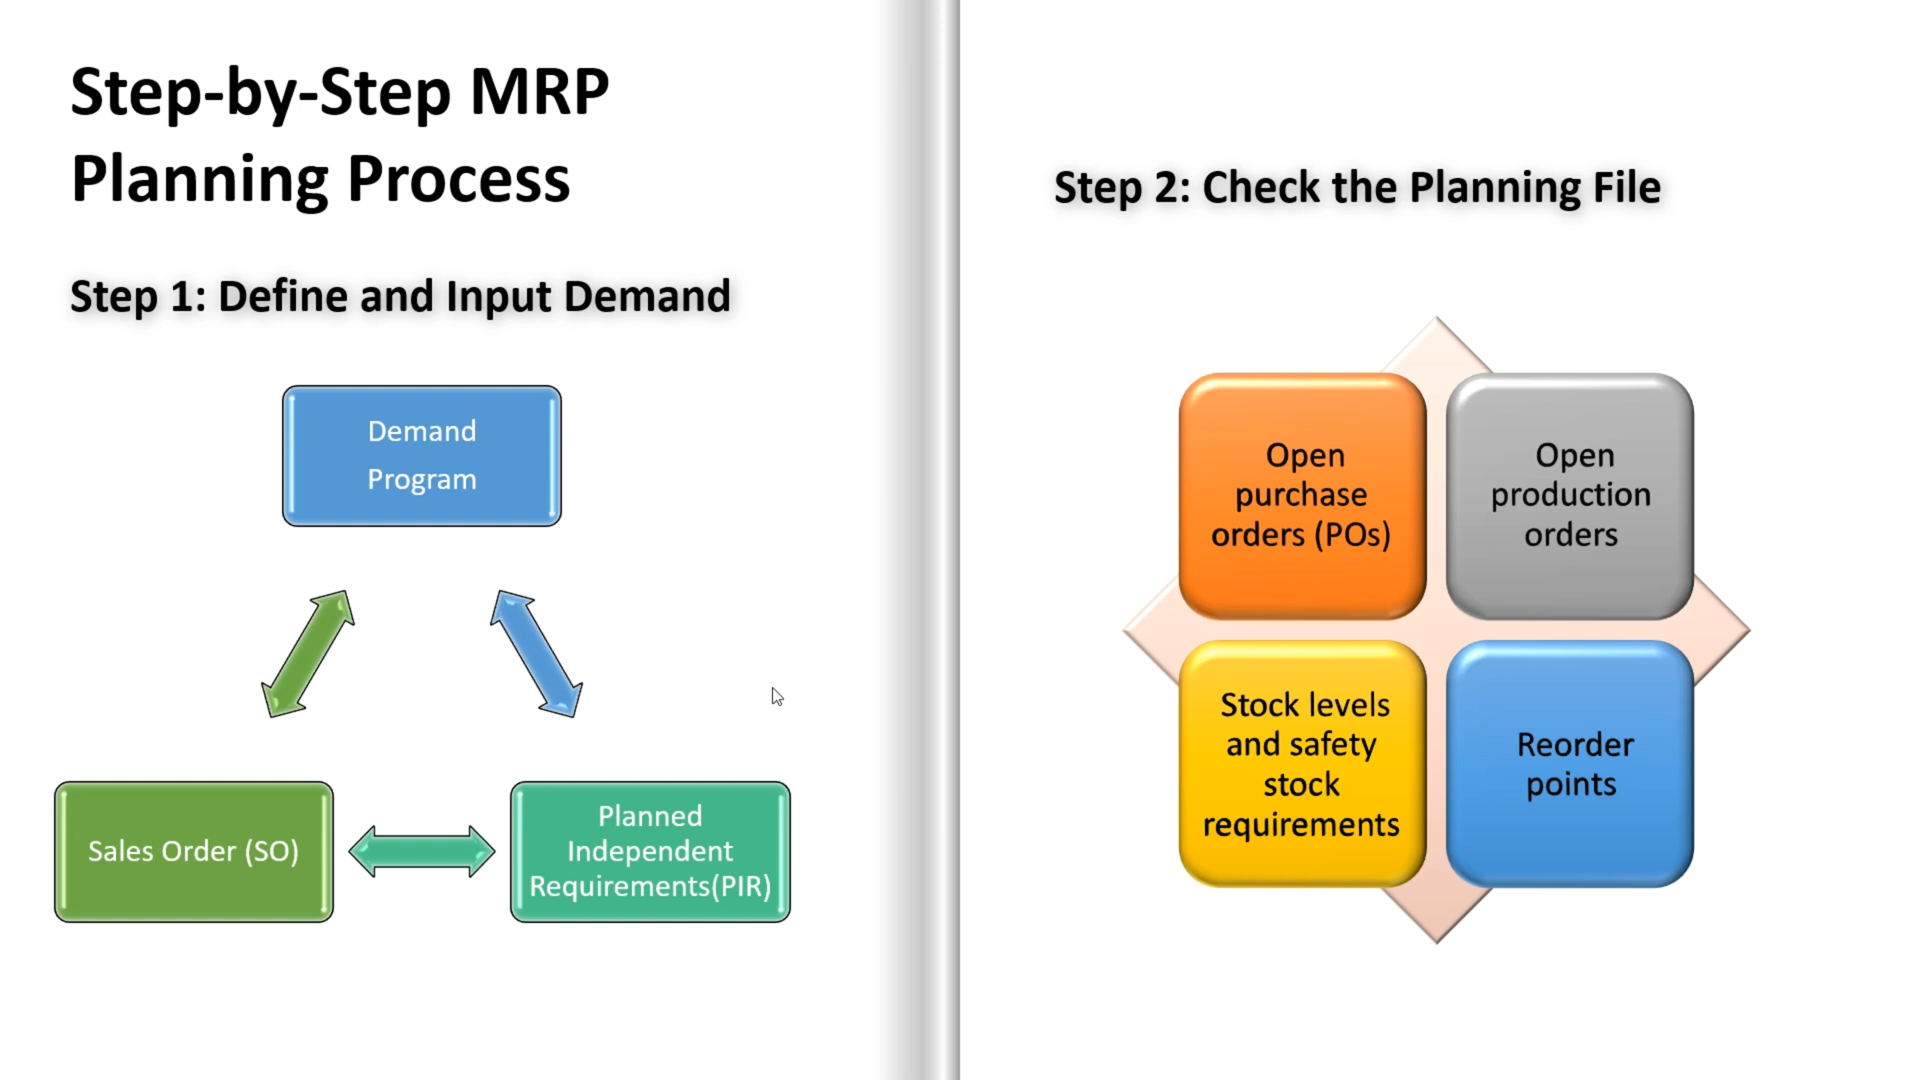 Step-by-Step MRP
Planning Process
Step 1: Define and Input Demand
Demand
Program
Sales Order (SO)
Planned
Independent
Requirements(PIR)
Step 2: Check the Planning File
Open
purchase
orders (POs)
Open
production
orders
Stock levels
and safety
stock
requirements
Reorder
points